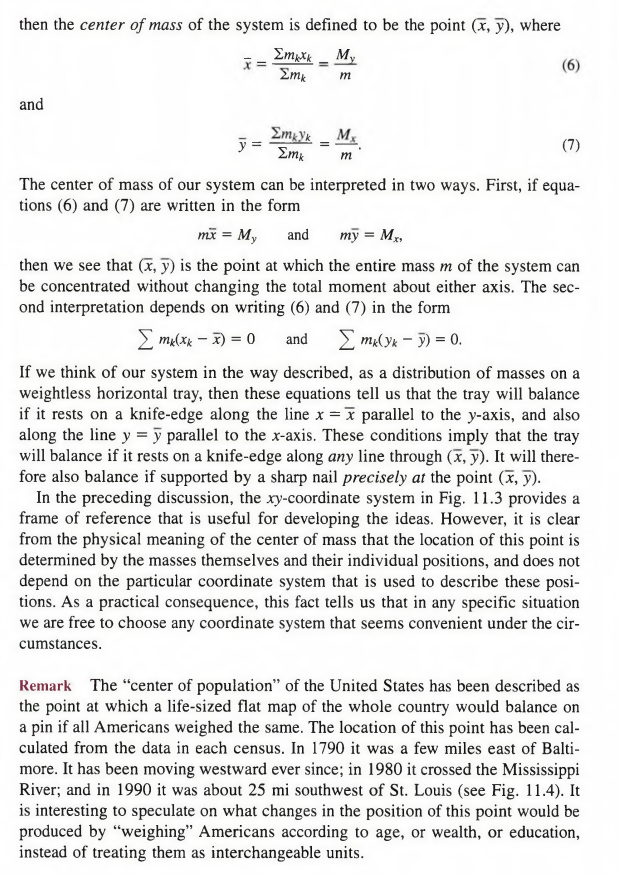 then the center of mass of the system is defined to be the point (x̄, ȳ), where
x̄ = Σmₖxₖ / Σmₖ = M_y / m (6)
and
ȳ = Σmₖyₖ / Σmₖ = Mₓ / m. (7)
The center of mass of our system can be interpreted in two ways. First, if equa-
tions (6) and (7) are written in the form
mx̄ = M_y and mȳ = Mₓ,
then we see that (x̄, ȳ) is the point at which the entire mass m of the system can
be concentrated without changing the total moment about either axis. The sec-
ond interpretation depends on writing (6) and (7) in the form
∑ mₖ(xₖ − x̄) = 0 and ∑ mₖ(yₖ − ȳ) = 0.
If we think of our system in the way described, as a distribution of masses on a
weightless horizontal tray, then these equations tell us that the tray will balance
if it rests on a knife-edge along the line x = x̄ parallel to the y-axis, and also
along the line y = ȳ parallel to the x-axis. These conditions imply that the tray
will balance if it rests on a knife-edge along any line through (x̄, ȳ). It will there-
fore also balance if supported by a sharp nail precisely at the point (x̄, ȳ).
In the preceding discussion, the xy-coordinate system in Fig. 11.3 provides a
frame of reference that is useful for developing the ideas. However, it is clear
from the physical meaning of the center of mass that the location of this point is
determined by the masses themselves and their individual positions, and does not
depend on the particular coordinate system that is used to describe these posi-
tions. As a practical consequence, this fact tells us that in any specific situation
we are free to choose any coordinate system that seems convenient under the cir-
cumstances.
Remark The “center of population” of the United States has been described as
the point at which a life-sized flat map of the whole country would balance on
a pin if all Americans weighed the same. The location of this point has been cal-
culated from the data in each census. In 1790 it was a few miles east of Balti-
more. It has been moving westward ever since; in 1980 it crossed the Mississippi
River; and in 1990 it was about 25 mi southwest of St. Louis (see Fig. 11.4). It
is interesting to speculate on what changes in the position of this point would be
produced by “weighing” Americans according to age, or wealth, or education,
instead of treating them as interchangeable units.